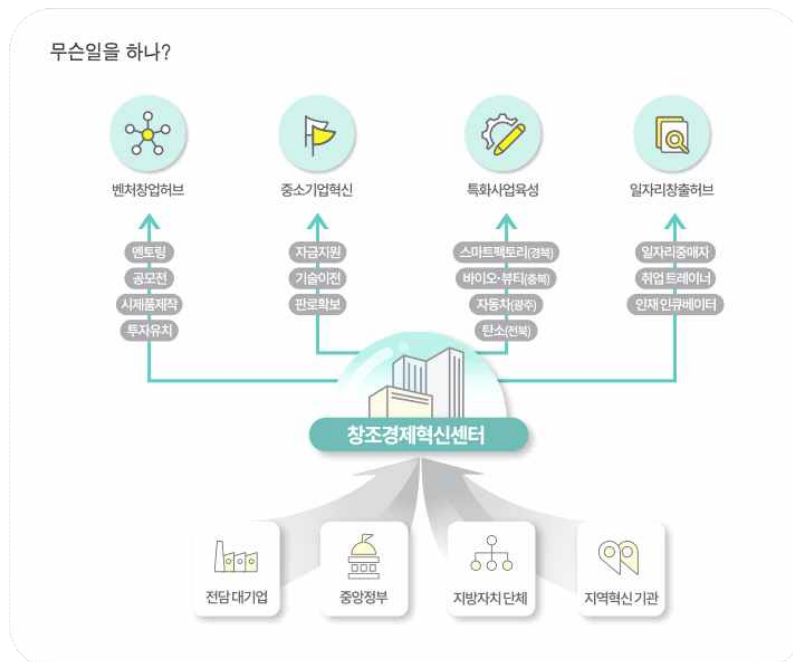 무슨일을 하나?
벤처창업허브
중소기업혁신
특화사업육성
일자리창출허브
멘토링
공모전
시제품제작
투자유치
자금지원
기술이전
판로확보
스마트팩토리(경북)
바이오·뷰티(충북)
자동차(광주)
탄소(전북)
일자리중매자
취업 트레이너
인재 인큐베이터
창조경제혁신센터
전담 대기업
중앙정부
지방자치 단체
지역혁신 기관